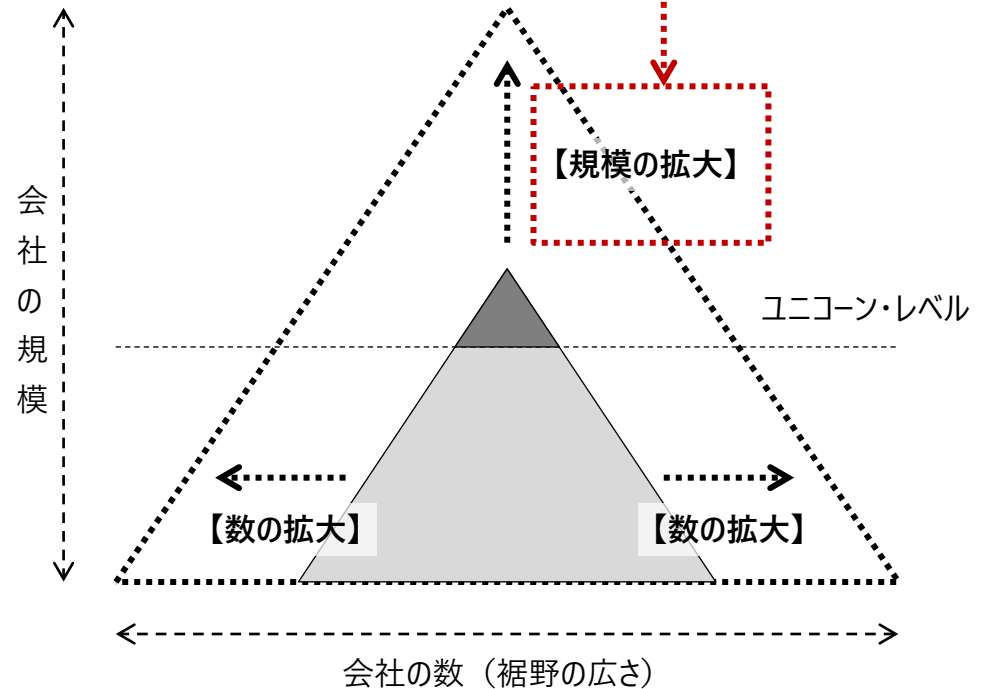 【規模の拡大】
会社の規模
ユニコーン・レベル
【数の拡大】
【数の拡大】
会社の数（裾野の広さ）